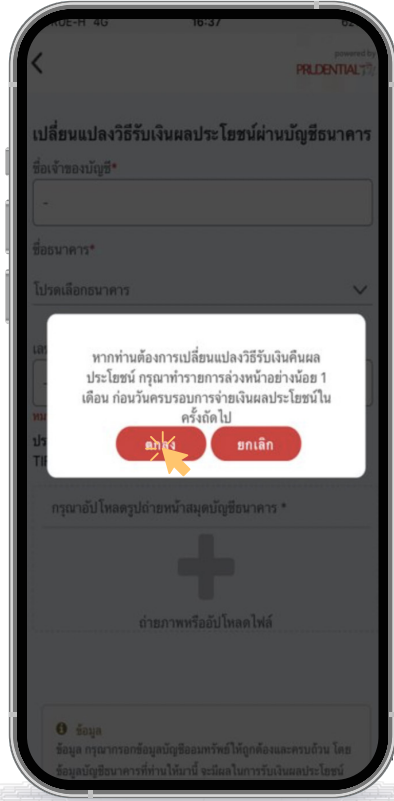 16:37
powered by
PRUDENTIAL
เปลี่ยนแปลงวิธีรับเงินผลประโยชน์ผ่านบัญชีธนาคาร
ชื่อเจ้าของบัญชี*
-
ชื่อธนาคาร*
โปรดเลือกธนาคาร
หากท่านต้องการเปลี่ยนแปลงวิธีรับเงินคืนผล
ประโยชน์ กรุณาทำรายการล่วงหน้าอย่างน้อย 1
เดือน ก่อนวันครบรอบการจ่ายเงินผลประโยชน์ใน
ครั้งถัดไป
ตกลง ยกเลิก
กรุณาอัปโหลดรูปถ่ายหน้าสมุดบัญชีธนาคาร *
ถ่ายภาพหรืออัปโหลดไฟล์
ข้อมูล
ข้อมูล กรุณากรอกข้อมูลบัญชีออมทรัพย์ให้ถูกต้องและครบถ้วน โดย
ข้อมูลบัญชีธนาคารที่ท่านให้มานี้ จะมีผลในการรับเงินผลประโยชน์